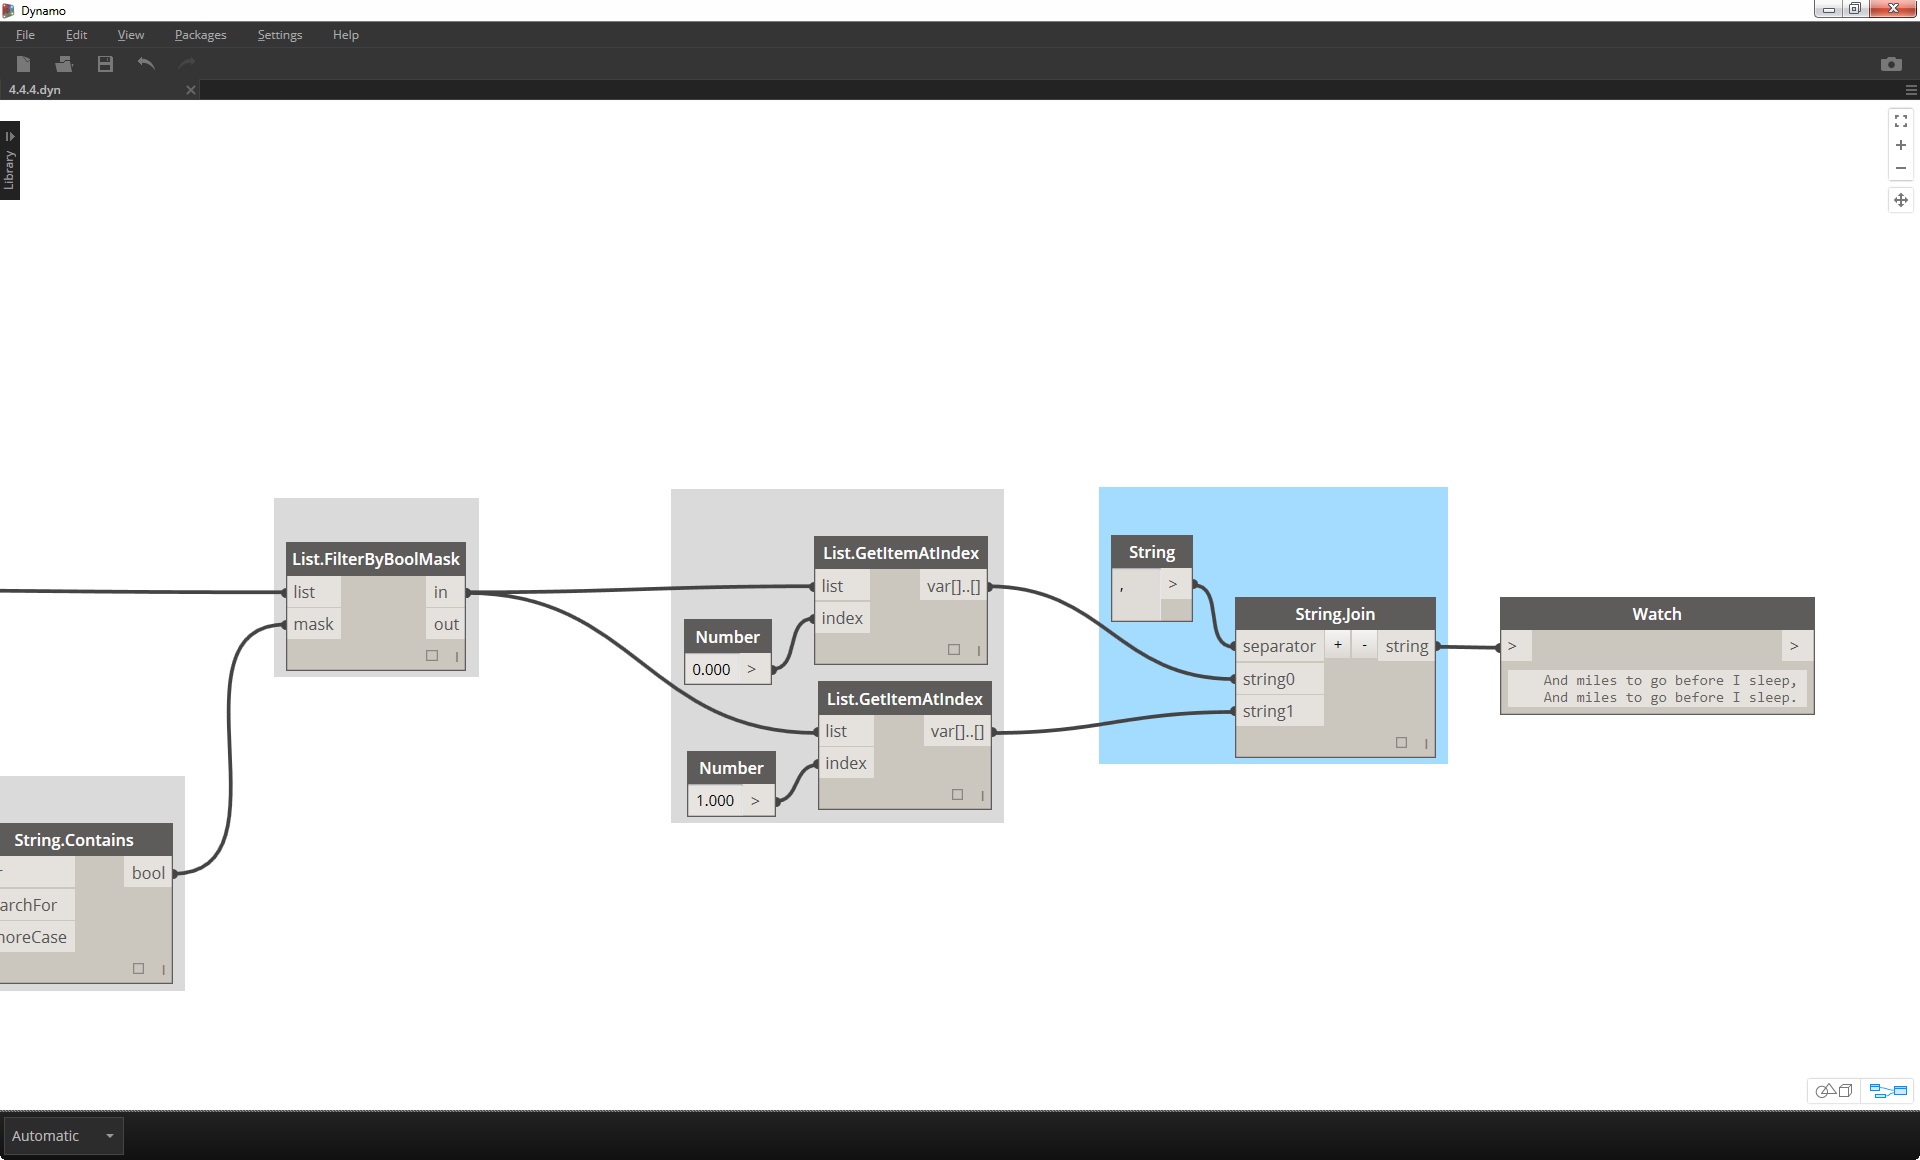 Dynamo
File Edit View Packages Settings Help
4.4.4.dyn
Library
List.FilterByBoolMask
list in
mask out
List.GetItemAtIndex
list var[]..[]
index
Number
0.000 >
List.GetItemAtIndex
list var[]..[]
index
Number
1.000 >
String
, >
String.Join
separator + - string
string0
string1
Watch
> >
And miles to go before I sleep,
And miles to go before I sleep.
String.Contains
bool
archFor
noreCase
Automatic